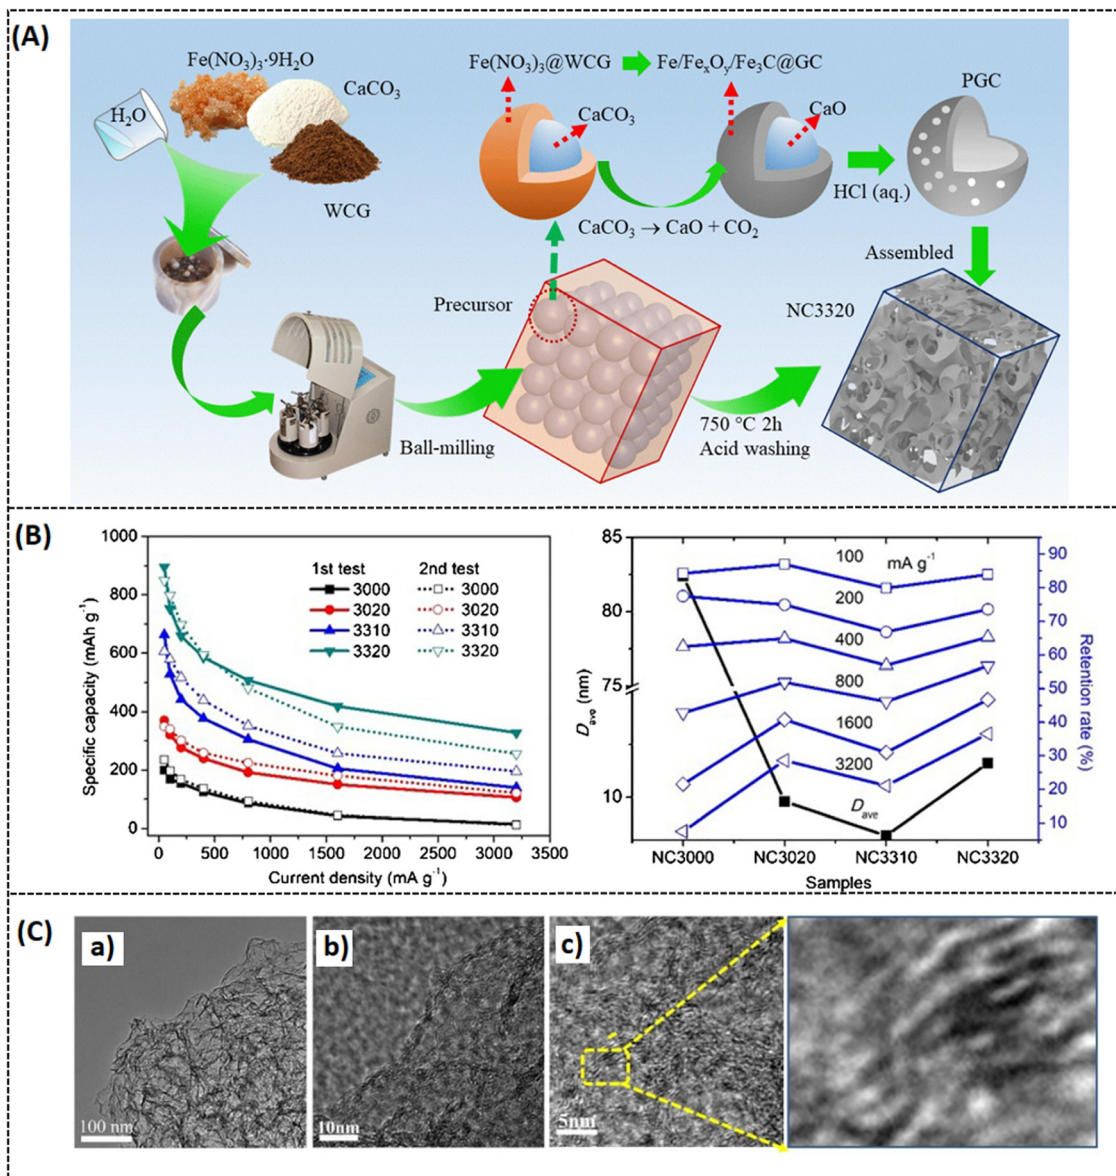 (A)
Fe(NO₃)₃·9H₂O
CaCO₃
H₂O
WCG
Fe(NO₃)₃@WCG
Fe/FeₓOᵧ/Fe₃C@GC
PGC
CaCO₃
CaO
HCl (aq.)
CaCO₃ → CaO + CO₂
Assembled
Precursor
NC3320
Ball-milling
750 °C 2h
Acid washing
(B)
Specific capacity (mAh g⁻¹)
1000
800
600
400
200
0
1st test 2nd test
3000 3000
3020 3020
3310 3310
3320 3320
0 500 1000 1500 2000 2500 3000 3500
Current density (mA g⁻¹)
D_ave (nm)
85
80
75
10
100 mA g⁻¹
200
400
800
1600
3200
D_ave
90
80
70
60
50
40
30
20
10
Retention rate (%)
NC3000 NC3020 NC3310 NC3320
Samples
(C)
a)
100 nm
b)
10nm
c)
5nm